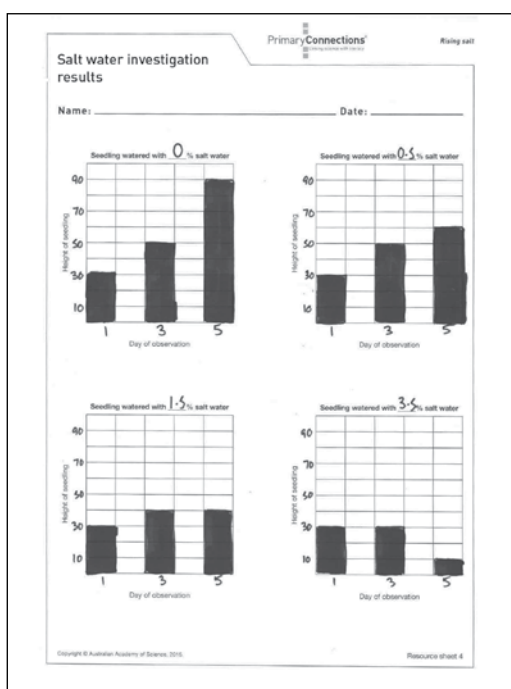 PrimaryConnections®
Linking science with literacy
Rising salt
Salt water investigation
results
Name:
Date:
Seedling watered with 0 % salt water
90
70
50
30
10
Height of seedling
1 3 5
Day of observation
Seedling watered with 0.5 % salt water
90
70
50
30
10
Height of seedling
1 3 5
Day of observation
Seedling watered with 1.5 % salt water
90
70
50
30
10
Height of seedling
1 3 5
Day of observation
Seedling watered with 3.5 % salt water
90
70
50
30
10
Height of seedling
1 3 5
Day of observation
Copyright © Australian Academy of Science, 2015.
Resource sheet 4